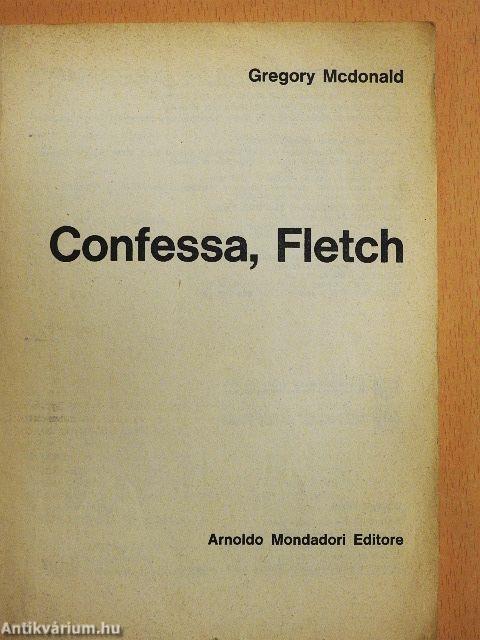 Gregory Mcdonald
Confessa, Fletch
Arnoldo Mondadori Editore
Antikvárium.hu